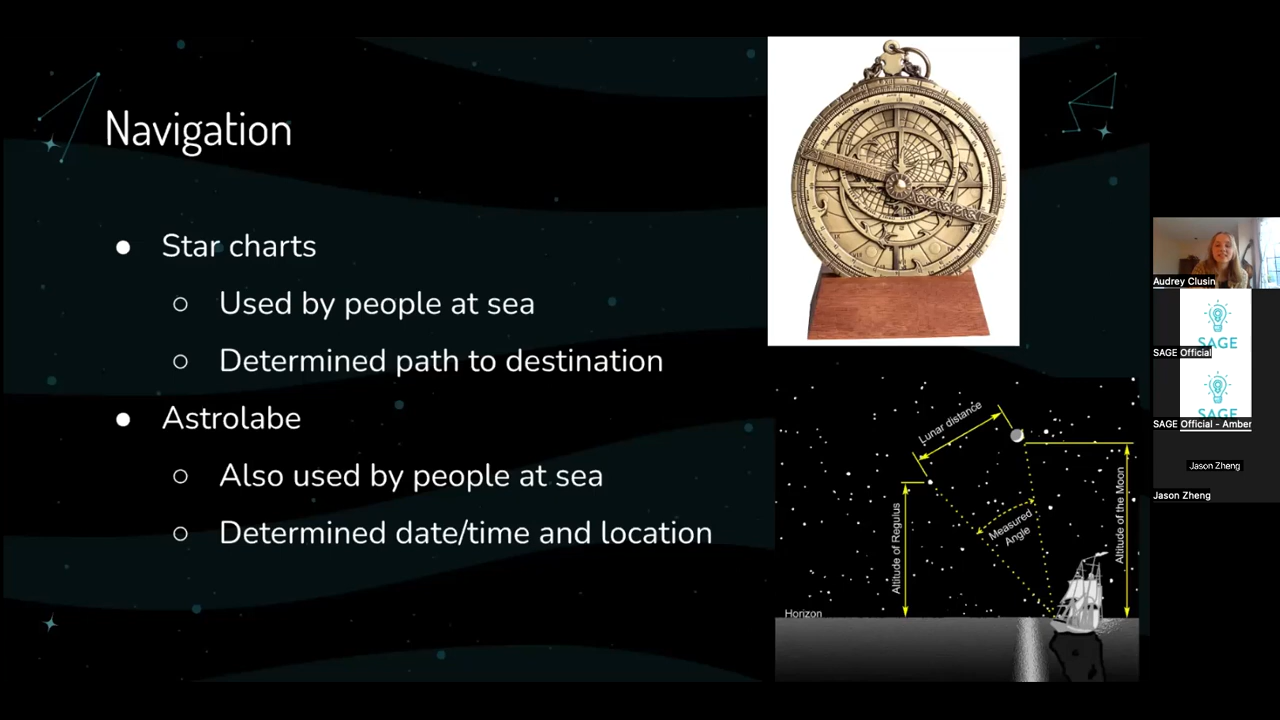 Navigation
● Star charts
○ Used by people at sea
○ Determined path to destination
● Astrolabe
○ Also used by people at sea
○ Determined date/time and location
Lunar distance
Altitude of Regulus
Measured
Angle
Altitude of the Moon
Horizon
Audrey Clusin
SAGE
SAGE Official
SAGE
SAGE Official - Amber
Jason Zheng
Jason Zheng